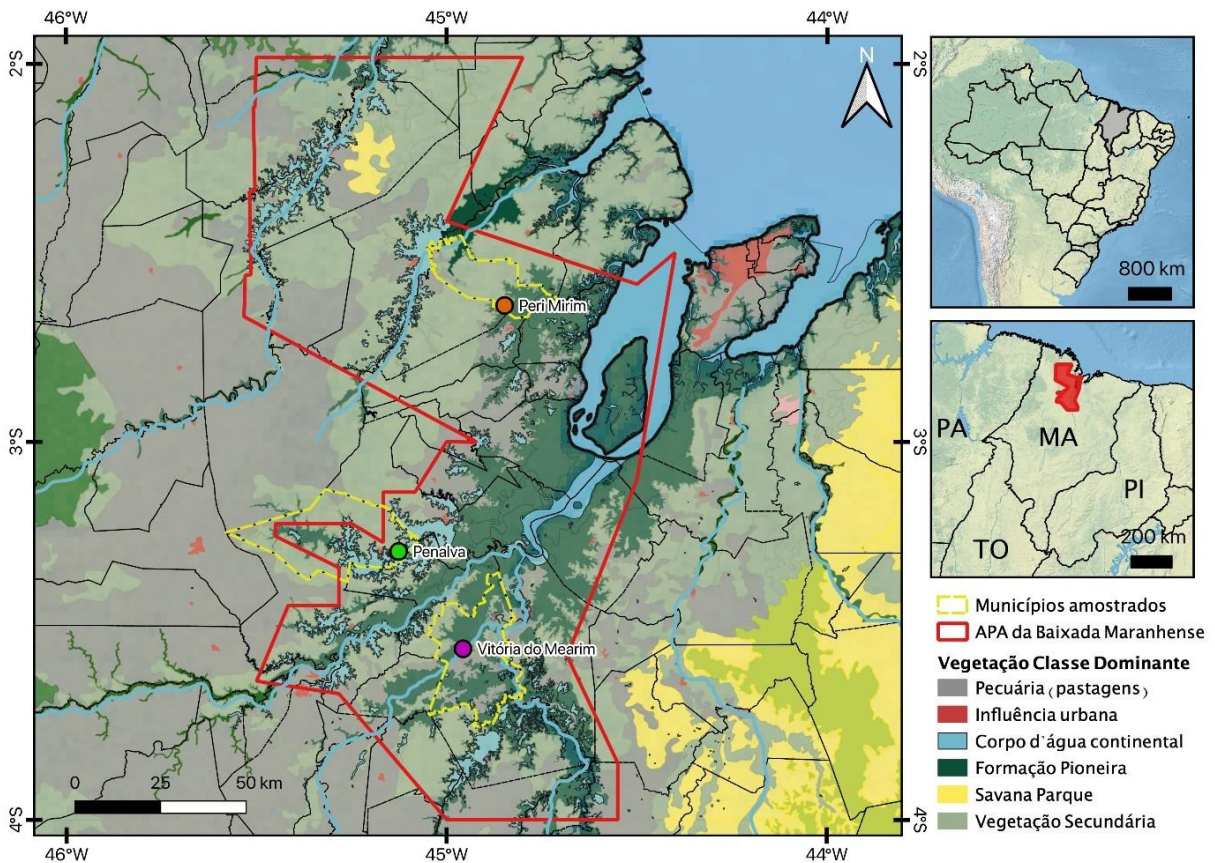 46°W
45°W
44°W
2°S
2°S
N
Peri Mirim
3°S
3°S
Penalva
Vitória do Mearim
0
25
50 km
4°S
4°S
46°W
45°W
44°W
800 km
PA
MA
PI
TO
200 km
Municípios amostrados
APA da Baixada Maranhense
Vegetação Classe Dominante
Pecuária (pastagens)
Influência urbana
Corpo d'água continental
Formação Pioneira
Savana Parque
Vegetação Secundária